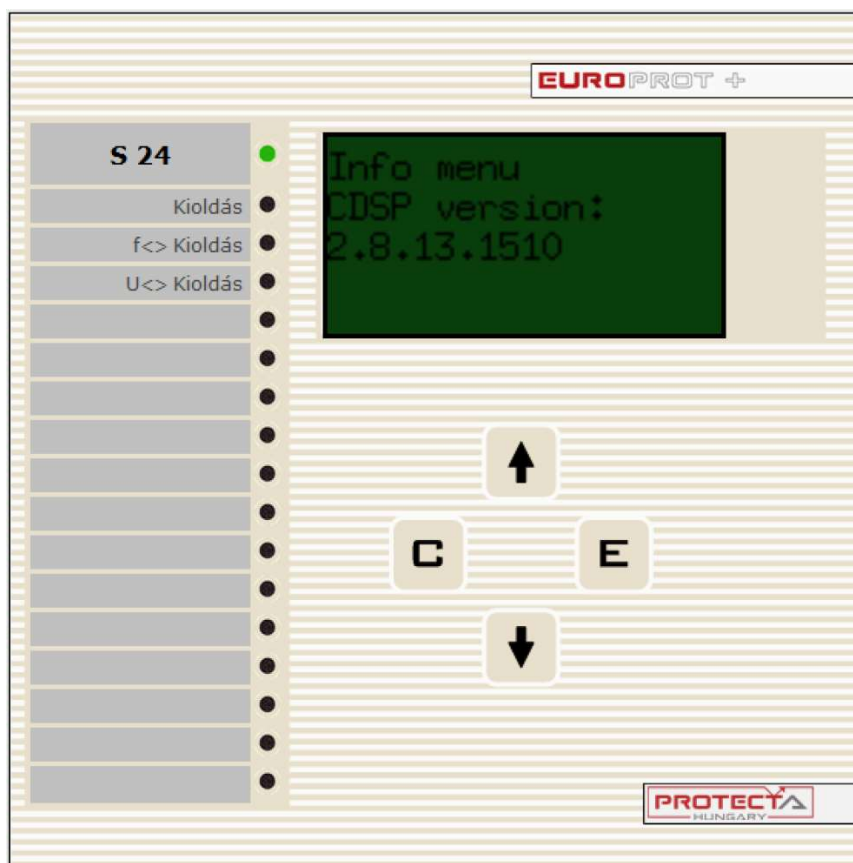 EUROPROT +
S 24
Kioldás
f<> Kioldás
U<> Kioldás
Info menu
CDSP version:
2.8.13.1510
C
E
PROTECTA
HUNGARY